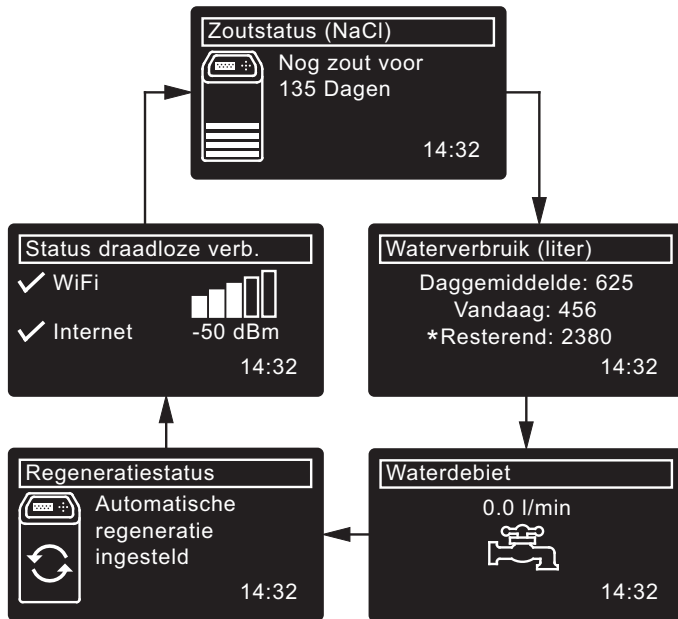 Zoutstatus (NaCl)
Nog zout voor
135 Dagen
14:32
Waterverbruik (liter)
Daggemiddelde: 625
Vandaag: 456
*Resterend: 2380
14:32
Waterdebiet
0.0 l/min
14:32
Regeneratiestatus
Automatische
regeneratie
ingesteld
14:32
Status draadloze verb.
WiFi
Internet
-50 dBm
14:32